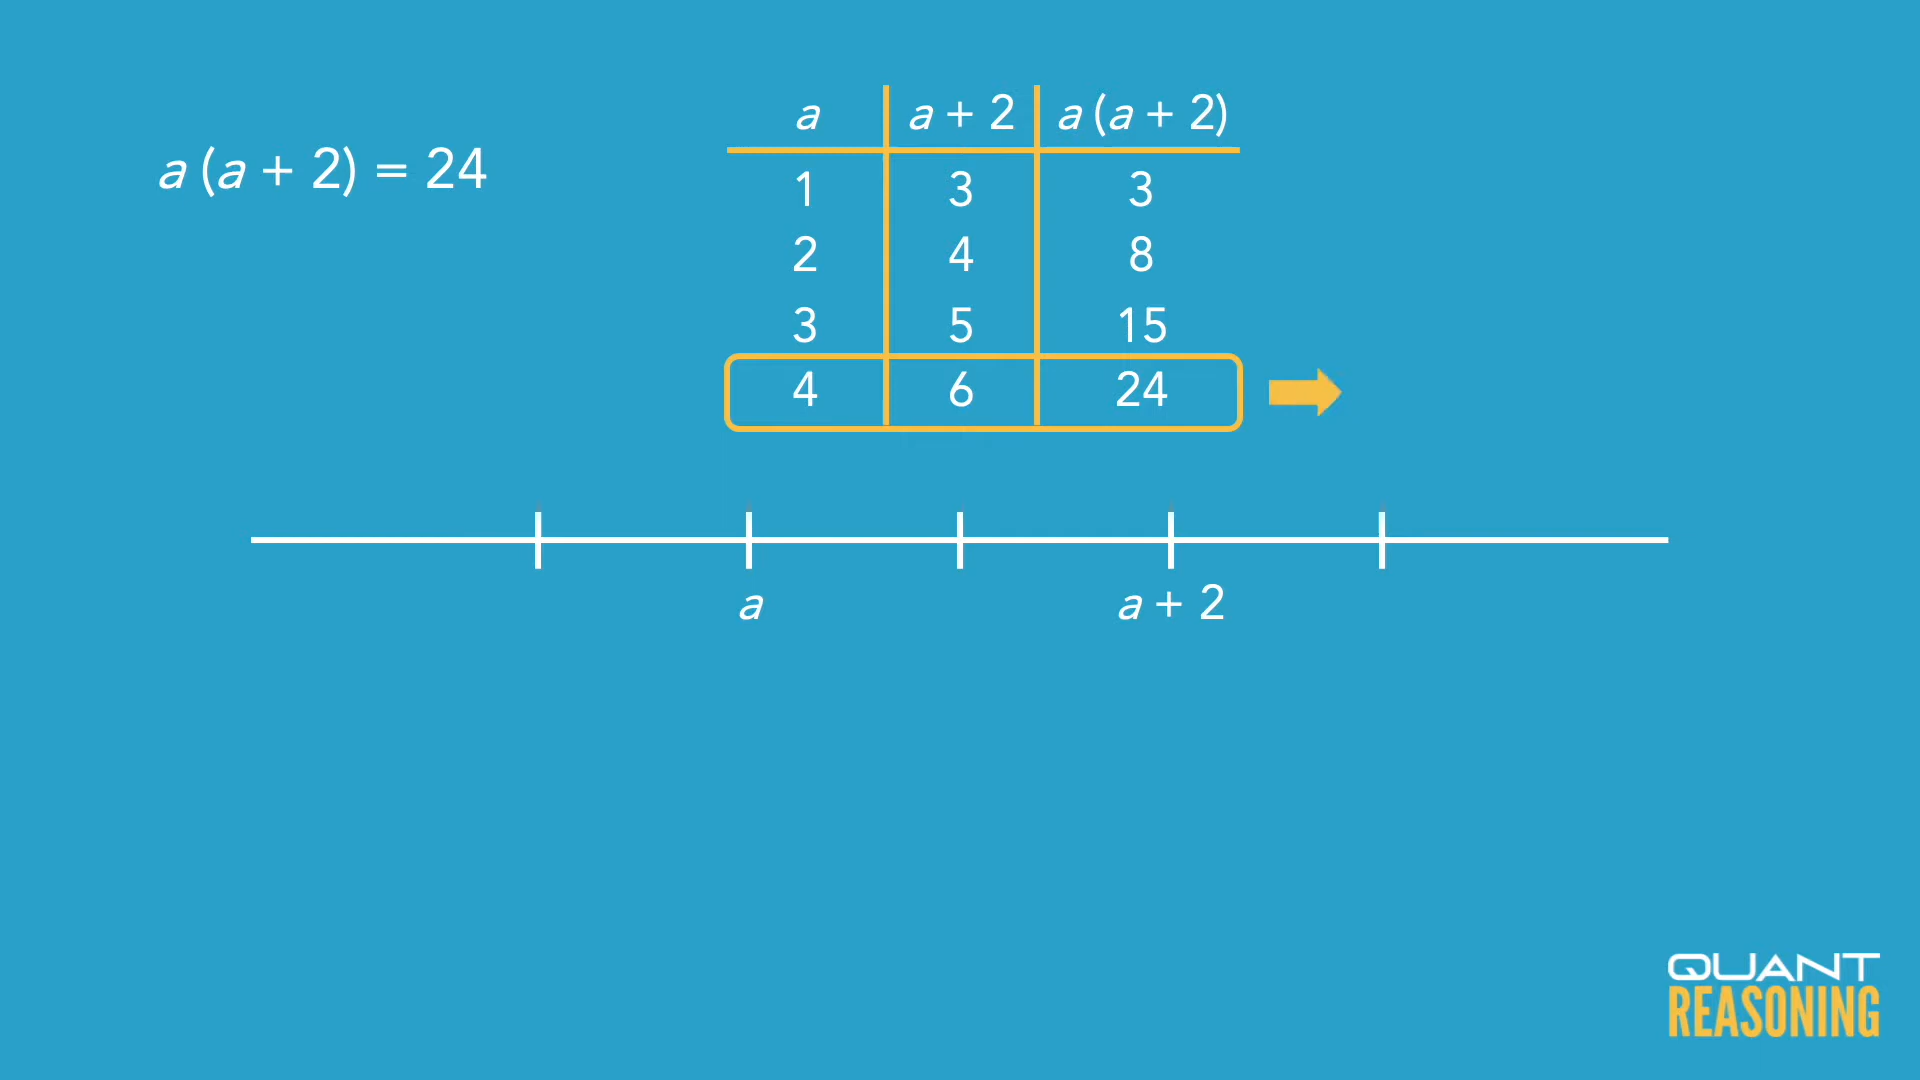 a (a + 2) = 24
a a + 2 a (a + 2)
1 3 3
2 4 8
3 5 15
4 6 24
a a + 2
QUANT
REASONING